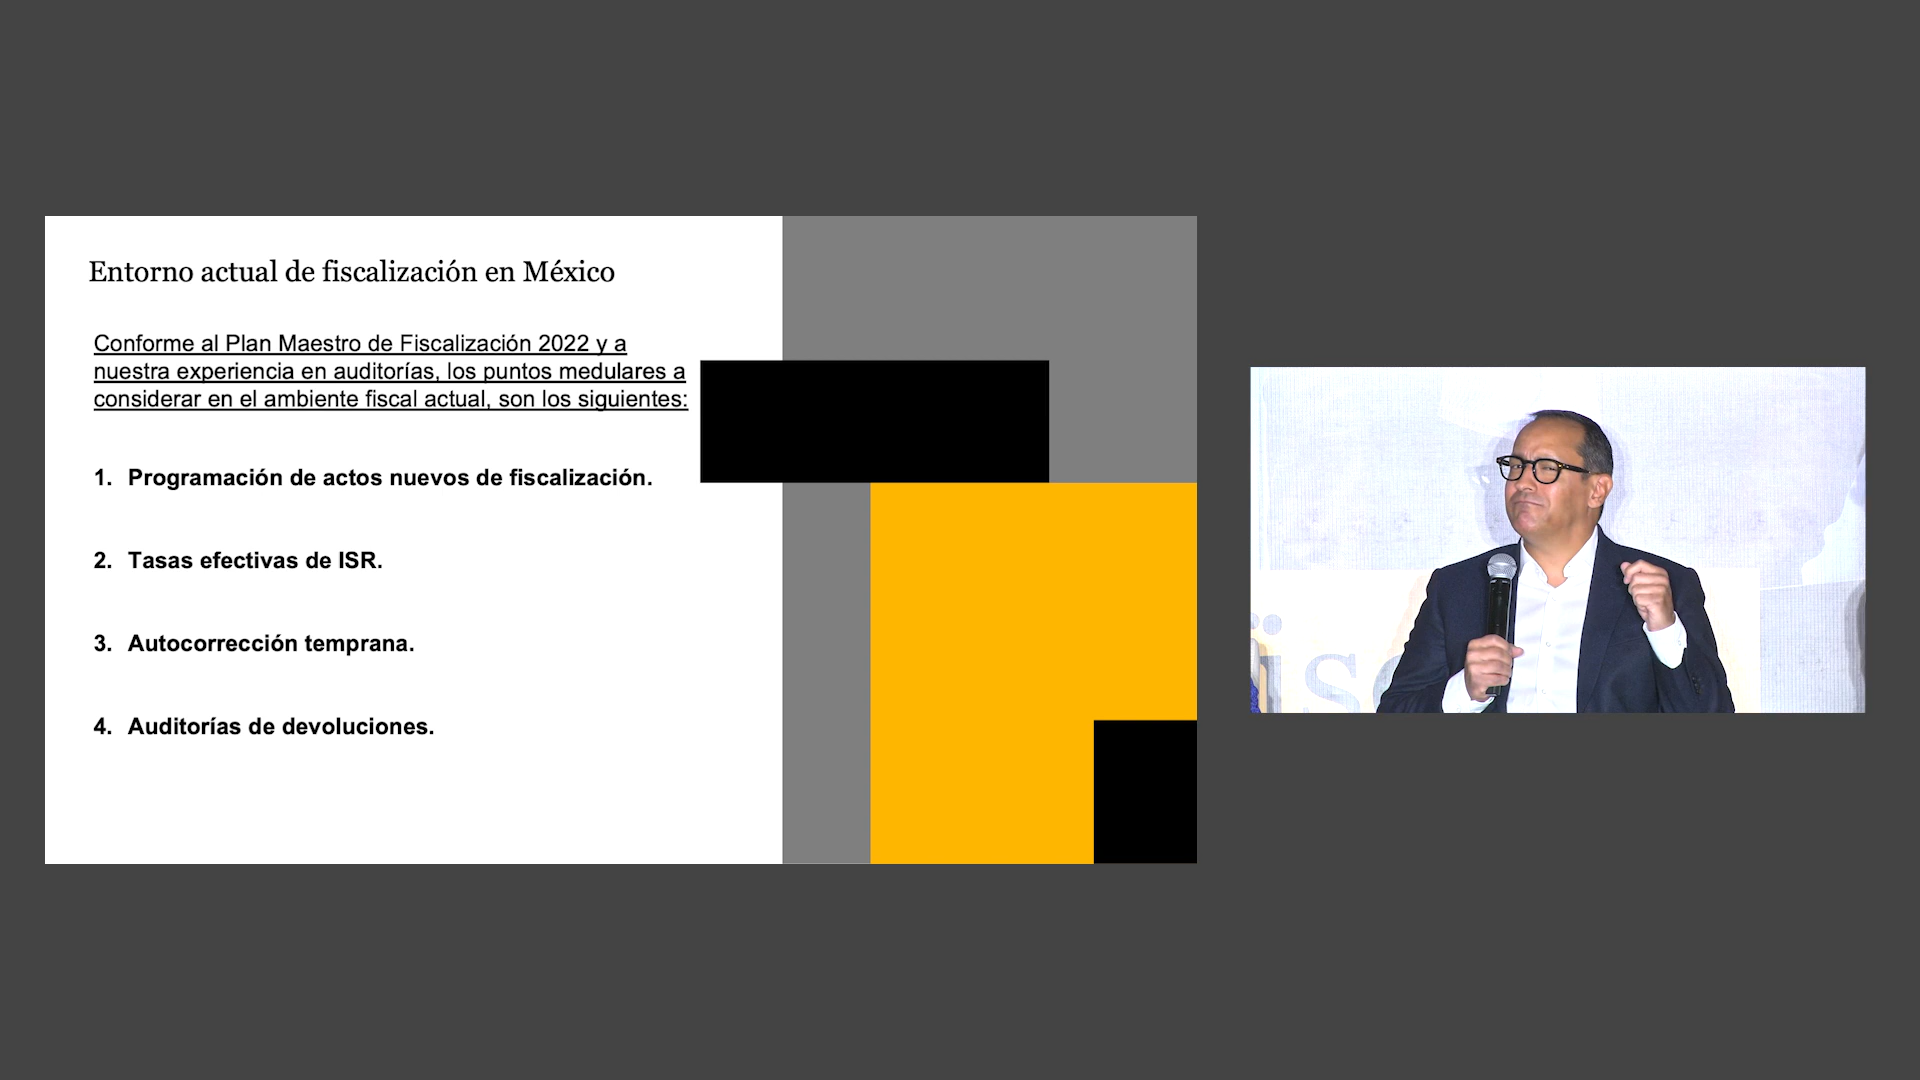 Entorno actual de fiscalización en México
Conforme al Plan Maestro de Fiscalización 2022 y a
nuestra experiencia en auditorías, los puntos medulares a
considerar en el ambiente fiscal actual, son los siguientes:
1. Programación de actos nuevos de fiscalización.
2. Tasas efectivas de ISR.
3. Autocorrección temprana.
4. Auditorías de devoluciones.